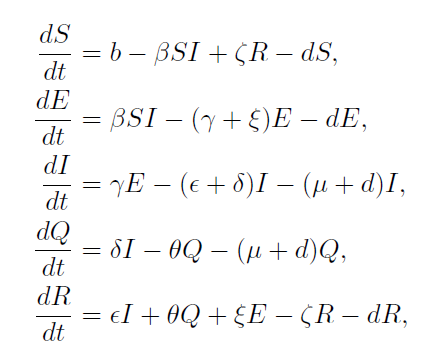 dS/dt = b − βSI + ζR − dS,
dE/dt = βSI − (γ + ξ)E − dE,
dI/dt = γE − (ϵ + δ)I − (μ + d)I,
dQ/dt = δI − θQ − (μ + d)Q,
dR/dt = ϵI + θQ + ξE − ζR − dR,